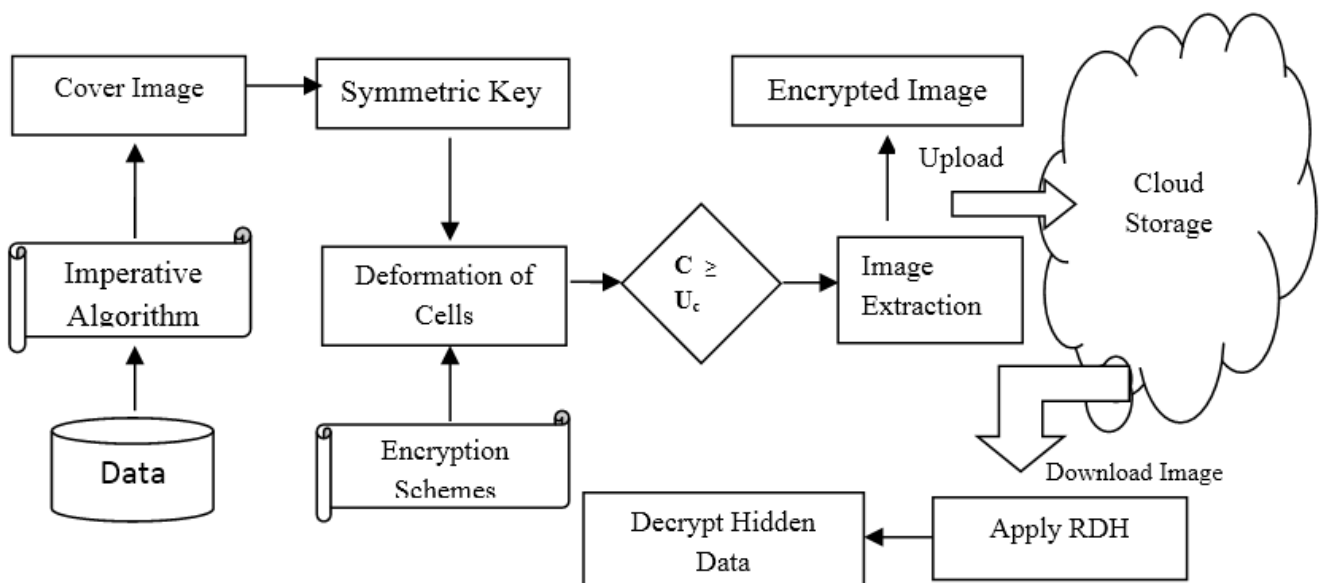 Cover Image
Symmetric Key
Encrypted Image
Upload
Cloud
Storage
Imperative
Algorithm
Deformation of
Cells
C ≥
U_c
Image
Extraction
Data
Encryption
Schemes
Download Image
Decrypt Hidden
Data
Apply RDH